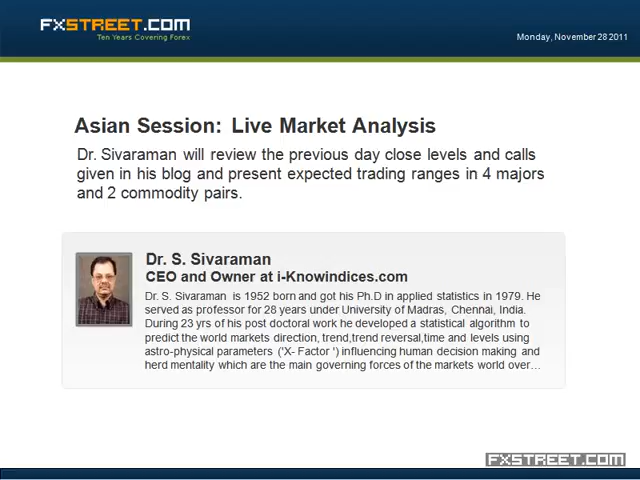 FXSTREET.COM
Ten Years Covering Forex
Monday, November 28 2011
Asian Session: Live Market Analysis
Dr. Sivaraman will review the previous day close levels and calls
given in his blog and present expected trading ranges in 4 majors
and 2 commodity pairs.
Dr. S. Sivaraman
CEO and Owner at i-Knowindices.com
Dr. S. Sivaraman is 1952 born and got his Ph.D in applied statistics in 1979. He
served as professor for 28 years under University of Madras, Chennai, India.
During 23 yrs of his post doctoral work he developed a statistical algorithm to
predict the world markets direction, trend,trend reversal,time and levels using
astro-physical parameters ('X- Factor ') influencing human decision making and
herd mentality which are the main governing forces of the markets world over…
FXSTREET.COM